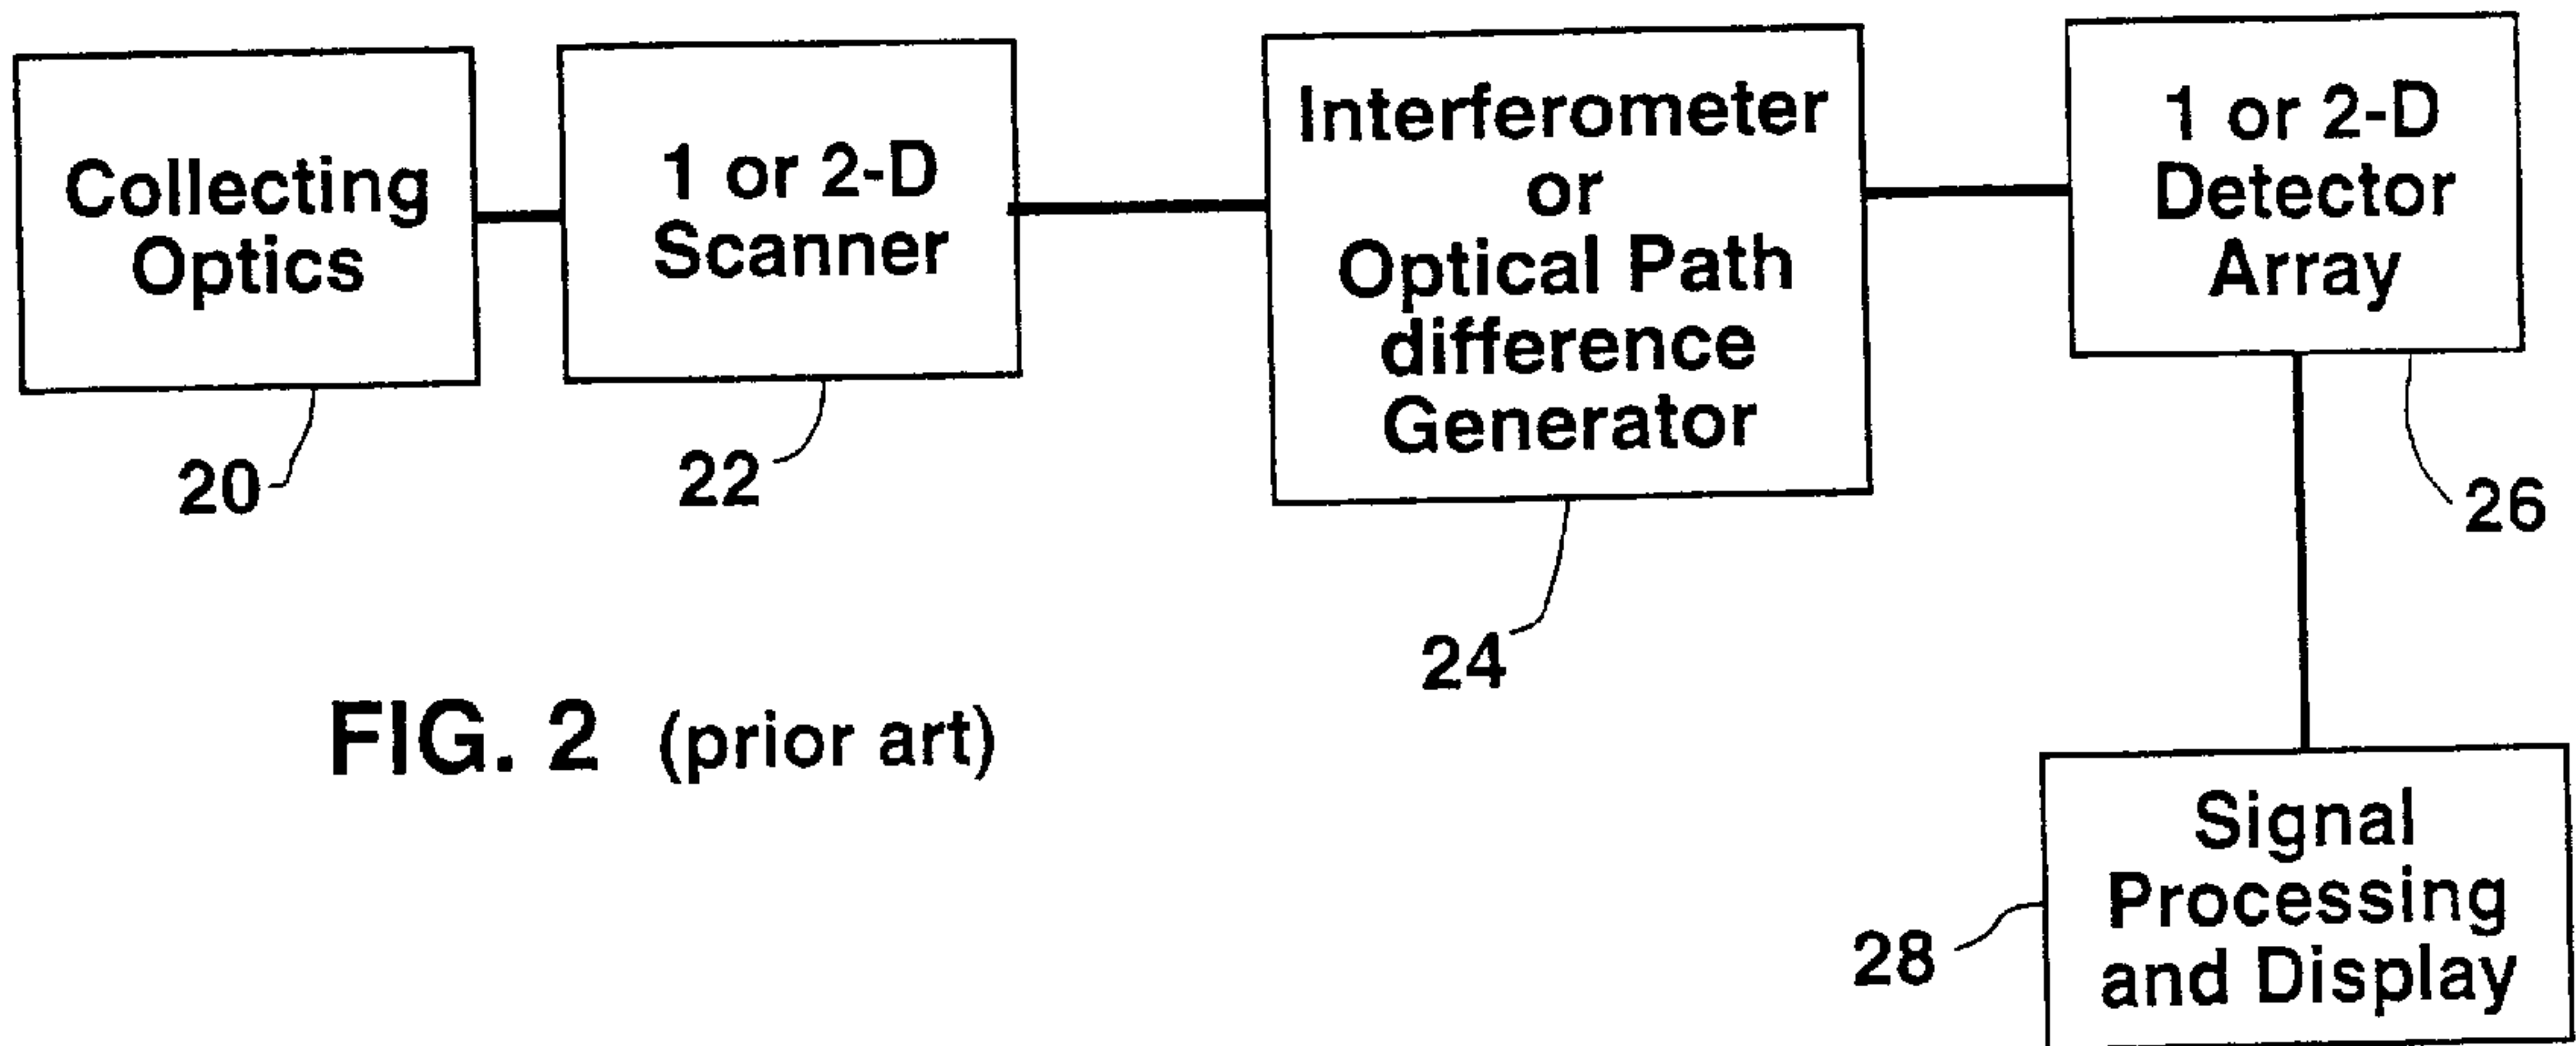 Collecting
Optics
20
1 or 2-D
Scanner
22
Interferometer
or
Optical Path
difference
Generator
24
1 or 2-D
Detector
Array
26
Signal
Processing
and Display
28
FIG. 2 (prior art)